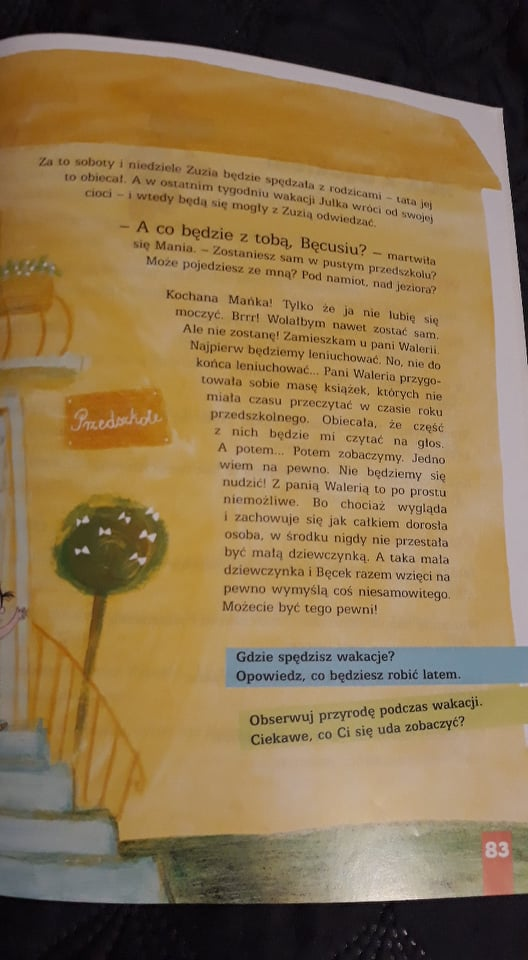 Za to soboty i niedziele Zuzia będzie spędzała z rodzicami – tata jej
to obiecał. A w ostatnim tygodniu wakacji Julka wróci od swojej
cioci – i wtedy będą się mogły z Zuzią odwiedzać.
– A co będzie z tobą, Bęcusiu? – martwiła
się Mania. – Zostaniesz sam w pustym przedszkolu?
Może pojedziesz ze mną? Pod namiot, nad jeziora?
Kochana Mańka! Tylko że ja nie lubię się
moczyć. Brrr! Wolałbym nawet zostać sam.
Ale nie zostanę! Zamieszkam u pani Walerii.
Najpierw będziemy leniuchować. No, nie do
końca leniuchować... Pani Waleria przygo-
towała sobie masę książek, których nie
miała czasu przeczytać w czasie roku
przedszkolnego. Obiecała, że część
z nich będzie mi czytać na głos.
A potem... Potem zobaczymy. Jedno
wiem na pewno. Nie będziemy się
nudzić! Z panią Walerią to po prostu
niemożliwe. Bo chociaż wygląda
i zachowuje się jak całkiem dorosła
osoba, w środku nigdy nie przestała
być małą dziewczynką. A taka mała
dziewczynka i Bęcek razem wzięci na
pewno wymyślą coś niesamowitego.
Możecie być tego pewni!
Przedszkole
Gdzie spędzisz wakacje?
Opowiedz, co będziesz robić latem.
Obserwuj przyrodę podczas wakacji.
Ciekawe, co Ci się uda zobaczyć?
83